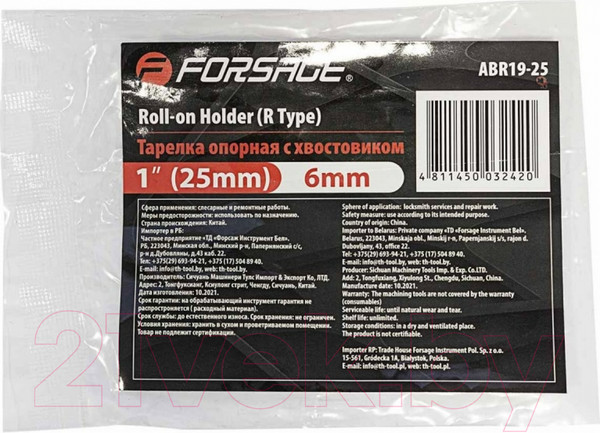 FORSAGE®
ABR19-25
Roll-on Holder (R Type)
Тарелка опорная с хвостовиком
1" (25mm) 6mm
4 811450 032420
Сфера применения: слесарные и ремонтные работы.
Меры предосторожности: использовать по назначению.
Страна происхождения: Китай.
Импортер в РБ:
Частное предприятие «ТД «Форсаж Инструмент Бел».
РБ, 223043, Минская обл., Минский р-н, Папернянский с/с,
р-н д.Дубовляны, д.43 каб. 22.
Тел: +375(29) 693-94-21, +375(17) 504 89 40.
E-mail: info@th-tool.by, web: th-tool.by.
Производитель: Сичуань Машинери Тулс Импорт & Экспорт Ко, ЛТД.
Адрес: 2, Тонгфуксианг, Ксиулонг стрит, Ченгду, Сичуань, Китай.
Дата изготовления: 10.2021.
Срок гарантии: на обрабатывающий инструмент гарантия не
распространяется ( расходный материал).
Срок службы: до естественного износа. Срок хранения: не ограничен.
Условия хранения: хранить в сухом и проветриваемом помещении.
Товар не подлежит сертификации.
Sphere of application: locksmith services and repair work.
Safety measure: use according to its intended purpose.
Country of origin: China.
Importer to Belarus: Private company «TD «Forsage Instrument Bel».
Belarus, 223043, Minskaja obl., Minskij r-n, Papernjanskij s/s, rajon d.
Dubovljany, 43, office 22.
Tel: +375(29) 693-94-21, +375(17) 504 89 40.
E-mail: info@th-tool.by, web: th-tool.by.
Producer: Sichuan Machinery Tools Imp. & Exp. Co.LTD.
Add: 2, Tongfuxiang, Xiyulong St., Chengdu, Sichuan, China.
Manufacture date: 10.2021.
Warranty: The machining tools are not covered by the warranty
(consumables)
Serviceable life: until natural wear and tear.
Shelf life: unlimited.
Storage conditions: in a dry and ventilated place.
The product is not certifiable.
Importer RP: Trade House Forsage Instrument Pol Sp. z o.o.
15-561, Gródecka 1A, Białystok, Polska
E-mail: info@th-tool.pl, web: th-tool.pl
21vek.by